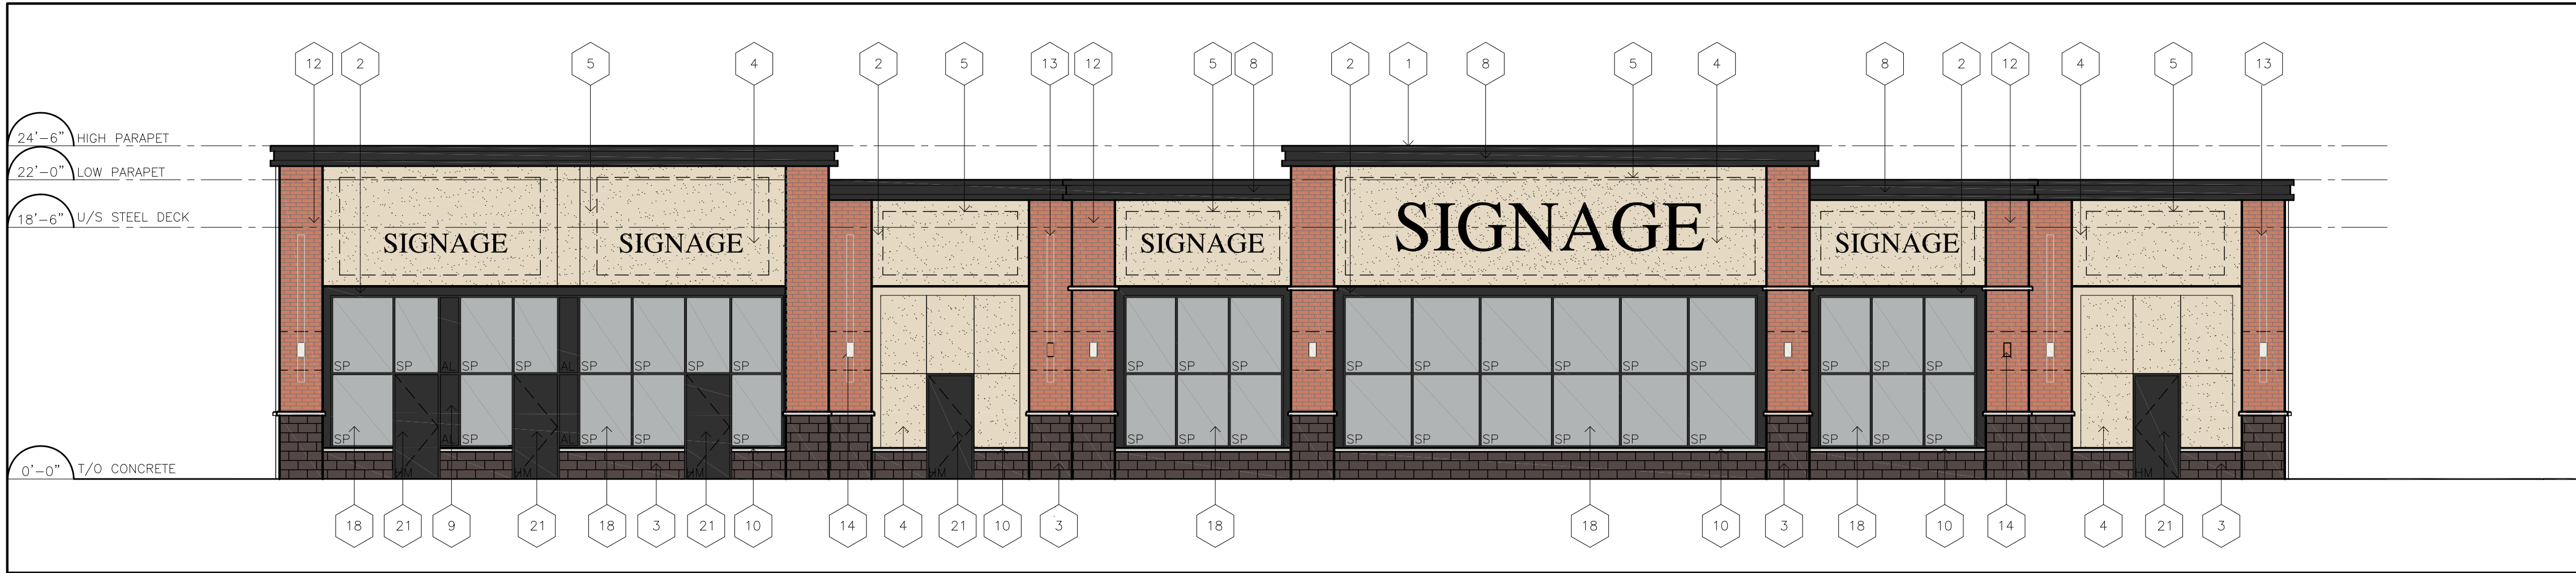 12 2 5 4 2 5 13 12 5 8 2 1 8 5 4 8 2 12 4 5 13
24'-6" HIGH PARAPET
22'-0" LOW PARAPET
18'-6" U/S STEEL DECK
SIGNAGE SIGNAGE SIGNAGE SIGNAGE SIGNAGE
SP SP AL SP SP AL SP SP SP SP SP SP SP SP SP SP SP SP SP SP SP SP
SP AL SP AL SP SP SP SP SP SP SP SP SP SP SP SP SP SP SP
0'-0" T/O CONCRETE
HM HM HM HM HM
18 21 9 21 18 3 21 10 14 4 21 10 3 18 18 10 3 18 10 14 4 21 3